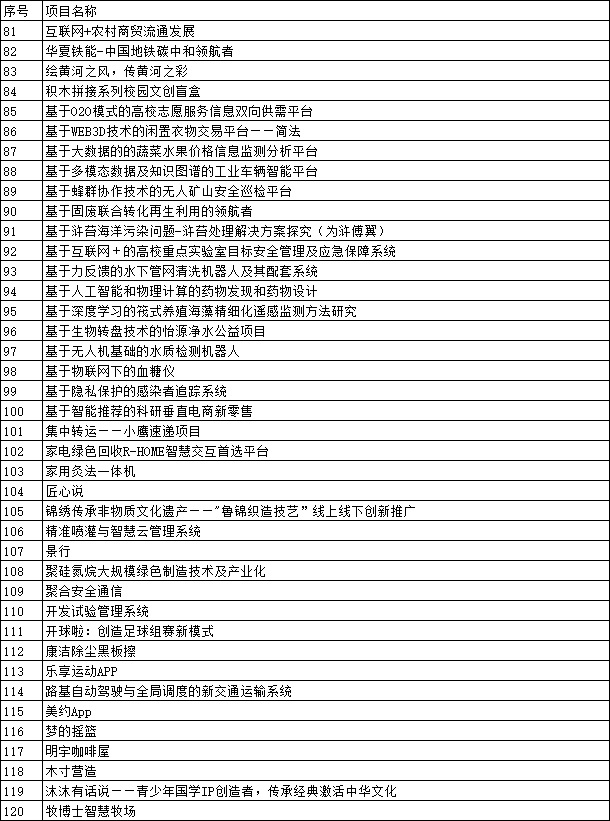 序号 项目名称
81 互联网+农村商贸流通发展
82 华夏铁能-中国地铁碳中和领航者
83 绘黄河之风，传黄河之彩
84 积木拼接系列校园文创盲盒
85 基于O2O模式的高校志愿服务信息双向供需平台
86 基于WEB3D技术的闲置衣物交易平台——简法
87 基于大数据的的蔬菜水果价格信息监测分析平台
88 基于多模态数据及知识图谱的工业车辆智能平台
89 基于蜂群协作技术的无人矿山安全巡检平台
90 基于固废联合转化再生利用的领航者
91 基于浒苔海洋污染问题-浒苔处理解决方案探究（为浒傅翼）
92 基于互联网＋的高校重点实验室目标安全管理及应急保障系统
93 基于力反馈的水下管网清洗机器人及其配套系统
94 基于人工智能和物理计算的药物发现和药物设计
95 基于深度学习的筏式养殖海藻精细化遥感监测方法研究
96 基于生物转盘技术的怡源净水公益项目
97 基于无人机基础的水质检测机器人
98 基于物联网下的血糖仪
99 基于隐私保护的感染者追踪系统
100 基于智能推荐的科研垂直电商新零售
101 集中转运——小鹰速递项目
102 家电绿色回收R-HOME智慧交互首选平台
103 家用灸法一体机
104 匠心说
105 锦绣传承非物质文化遗产——"鲁锦织造技艺”线上线下创新推广
106 精准喷灌与智慧云管理系统
107 景行
108 聚硅氮烷大规模绿色制造技术及产业化
109 聚合安全通信
110 开发试验管理系统
111 开球啦：创造足球组赛新模式
112 康洁除尘黑板擦
113 乐享运动APP
114 路基自动驾驶与全局调度的新交通运输系统
115 美约App
116 梦的摇篮
117 明宇咖啡屋
118 木寸营造
119 沐沐有话说——青少年国学IP创造者，传承经典激活中华文化
120 牧博士智慧牧场